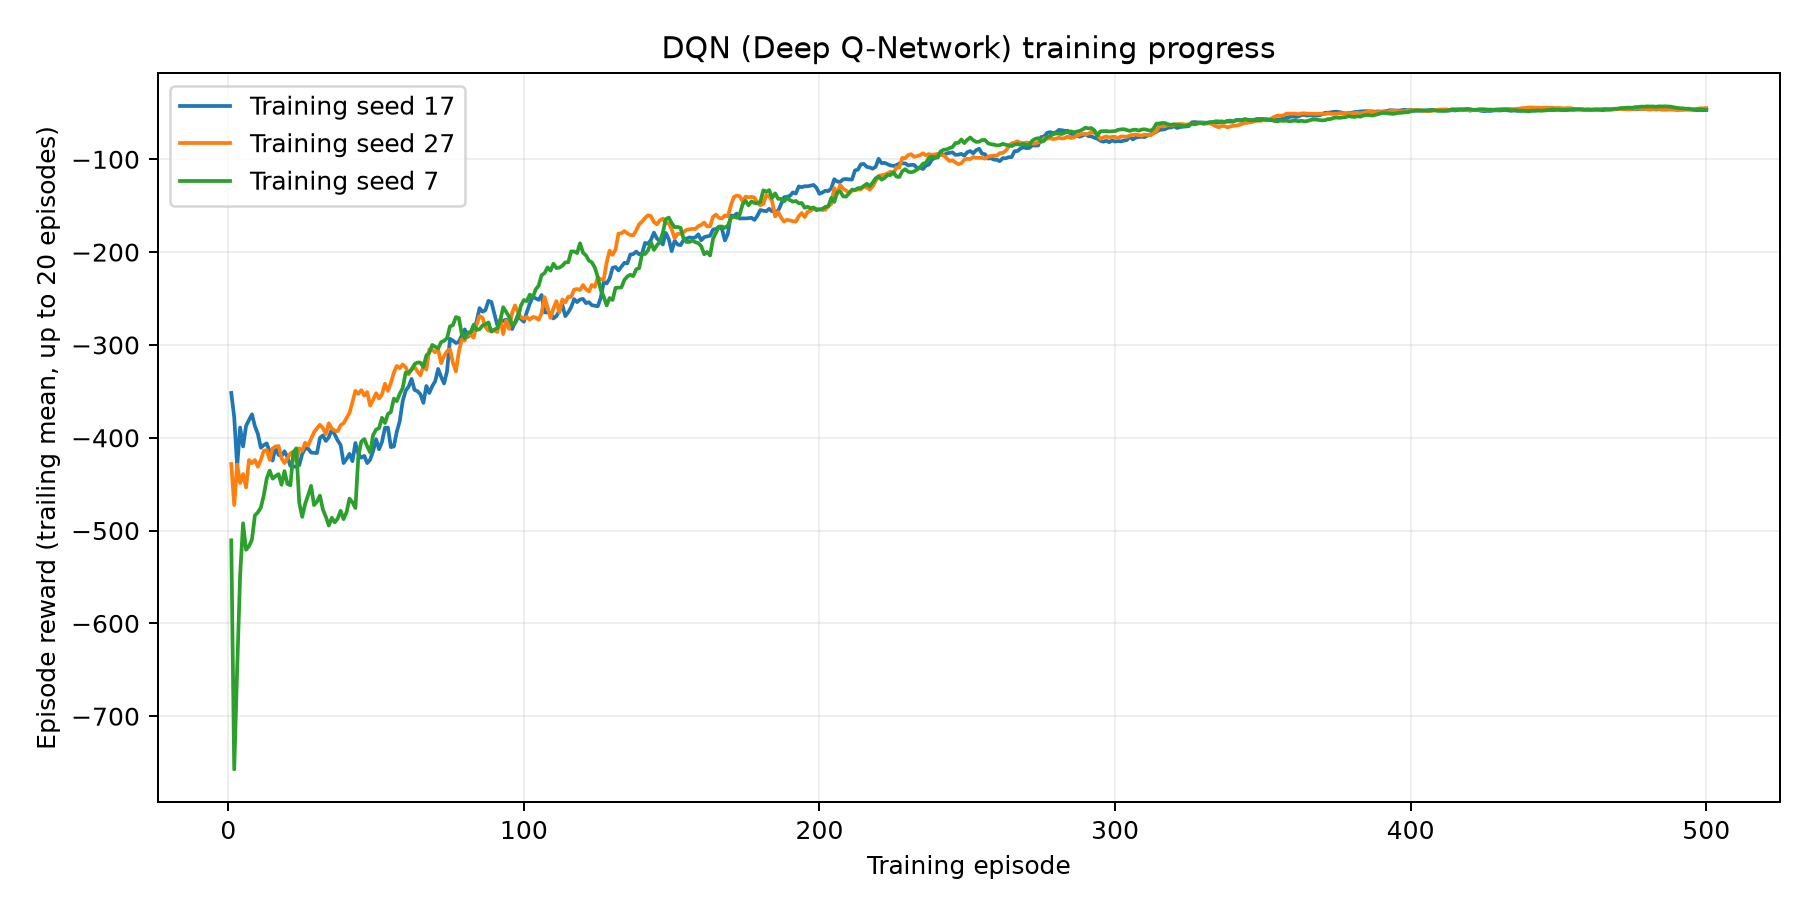 DQN (Deep Q-Network) training progress
Training seed 17
Training seed 27
Training seed 7
Episode reward (trailing mean, up to 20 episodes)
−100
−200
−300
−400
−500
−600
−700
0
100
200
300
400
500
Training episode